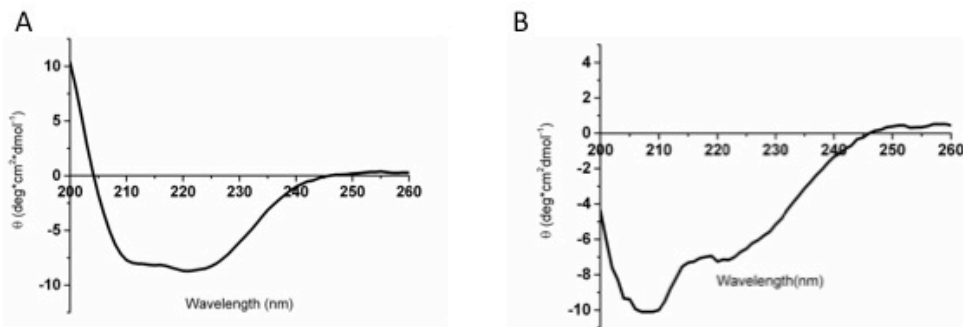 A
10
5
0
-5
-10
200 210 220 230 240 250 260
θ (deg*cm²*dmol⁻¹)
Wavelength (nm)
B
4
2
0
-2
-4
-6
-8
-10
200 210 220 230 240 250 260
θ (deg*cm²dmol⁻¹)
Wavelength(nm)